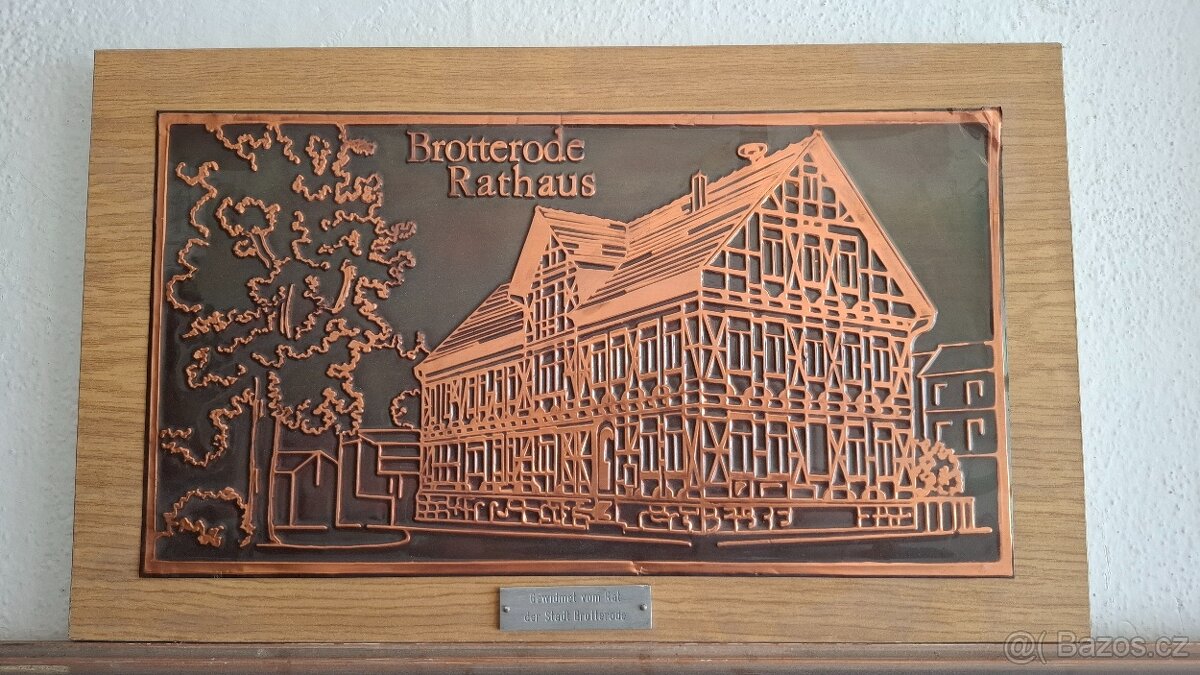 Brotterode
Rathaus
Gewidmet vom Rat
der Stadt Brotterode
@( Bazos.cz